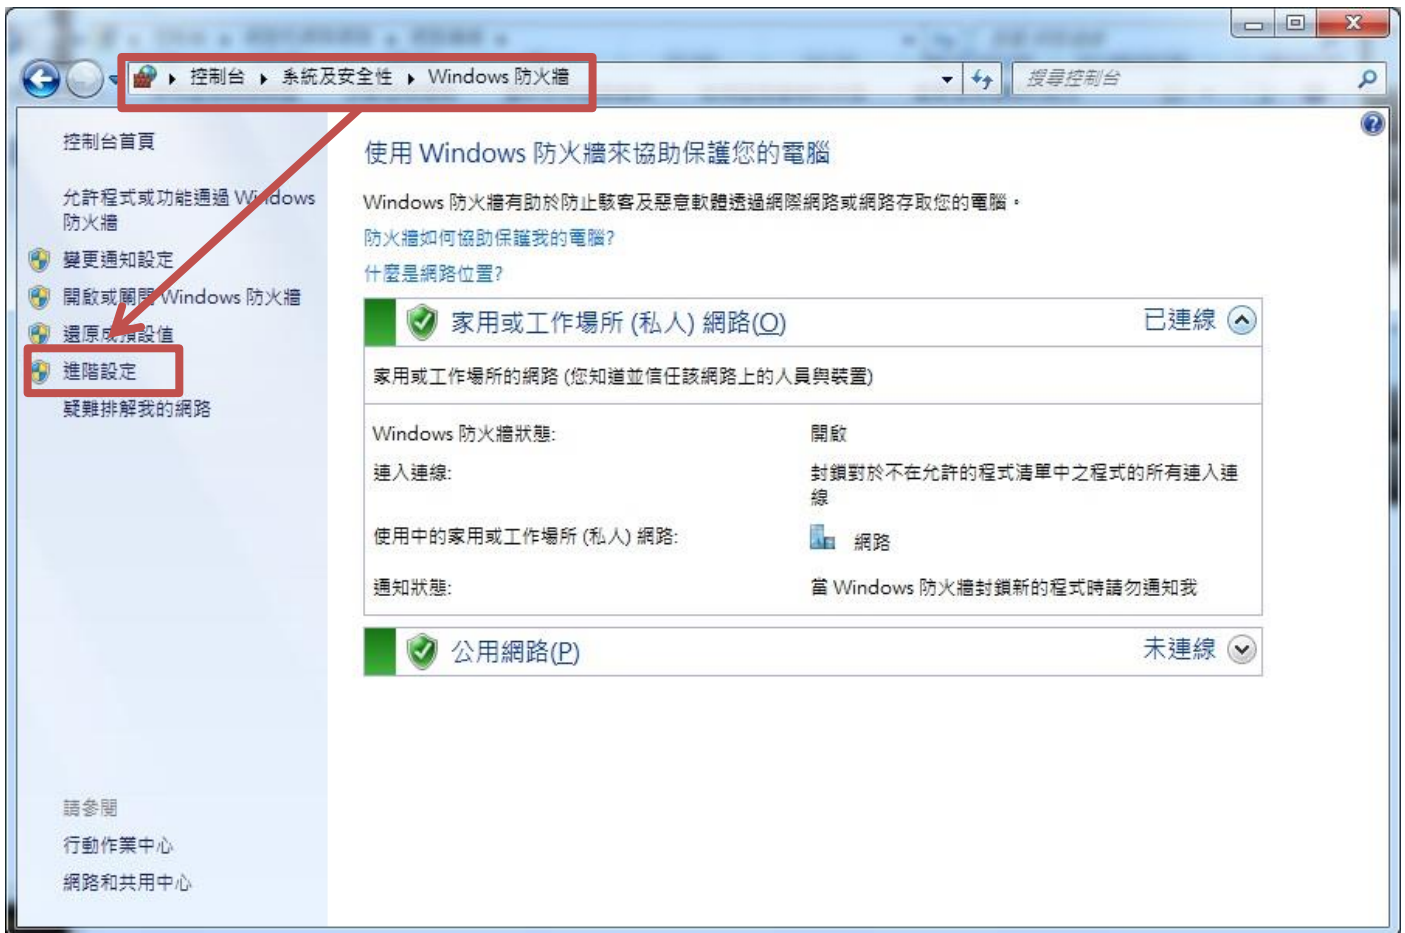 控制台 ▸ 系統及安全性 ▸ Windows 防火牆
搜尋控制台
控制台首頁
允許程式或功能通過 Windows
防火牆
變更通知設定
開啟或關閉 Windows 防火牆
還原成預設值
進階設定
疑難排解我的網路
請參閱
行動作業中心
網路和共用中心
使用 Windows 防火牆來協助保護您的電腦
Windows 防火牆有助於防止駭客及惡意軟體透過網際網路或網路存取您的電腦。
防火牆如何協助保護我的電腦?
什麼是網路位置?
家用或工作場所 (私人) 網路(O) 已連線
家用或工作場所的網路 (您知道並信任該網路上的人員與裝置)
Windows 防火牆狀態: 開啟
連入連線: 封鎖對於不在允許的程式清單中之程式的所有連入連
線
使用中的家用或工作場所 (私人) 網路: 網路
通知狀態: 當 Windows 防火牆封鎖新的程式時請勿通知我
公用網路(P) 未連線